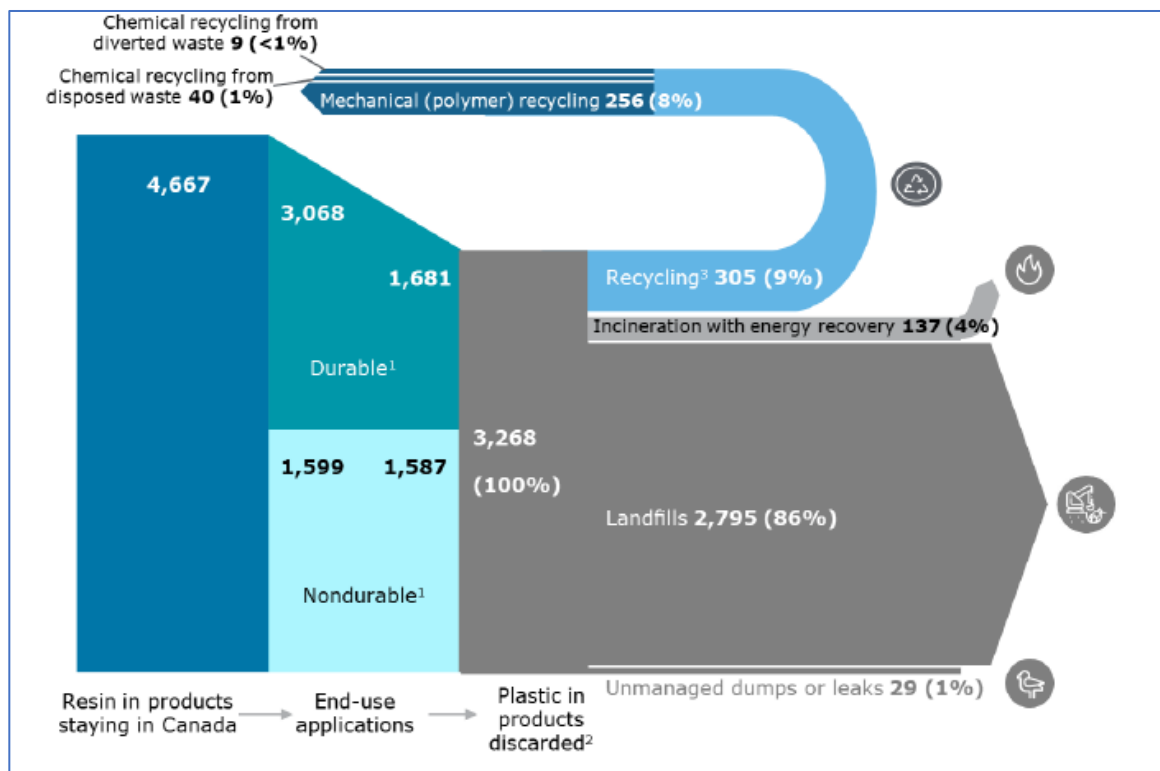 Chemical recycling from
diverted waste 9 (<1%)
Chemical recycling from
disposed waste 40 (1%)
Mechanical (polymer) recycling 256 (8%)
4,667
3,068
1,681
Recycling³ 305 (9%)
Incineration with energy recovery 137 (4%)
Durable¹
3,268
(100%)
1,599 1,587
Landfills 2,795 (86%)
Nondurable¹
Unmanaged dumps or leaks 29 (1%)
Resin in products
staying in Canada
End-use
applications
Plastic in
products
discarded²